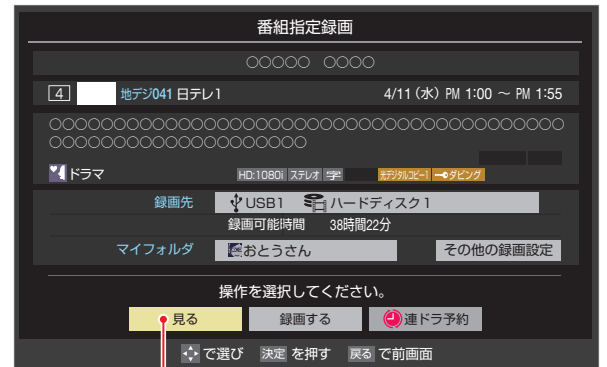 番組指定録画
○○○○○ ○○○○
4 地デジ041 日テレ1 4/11 (水) PM 1:00 ~ PM 1:55
○○○○○○○○○○○○○○○○○○○○○○○○○○○○○○○○○○○○○○○○○
○○○○○○○○○○○○○○○○○○○○
ドラマ HD:1080i ステレオ 字 光デジタルコピー1 ダビング
録画先 USB1 ハードディスク1
録画可能時間 38時間22分
マイフォルダ おとうさん その他の録画設定
操作を選択してください。
見る 録画する 連ドラ予約
で選び 決定 を押す 戻る で前画面